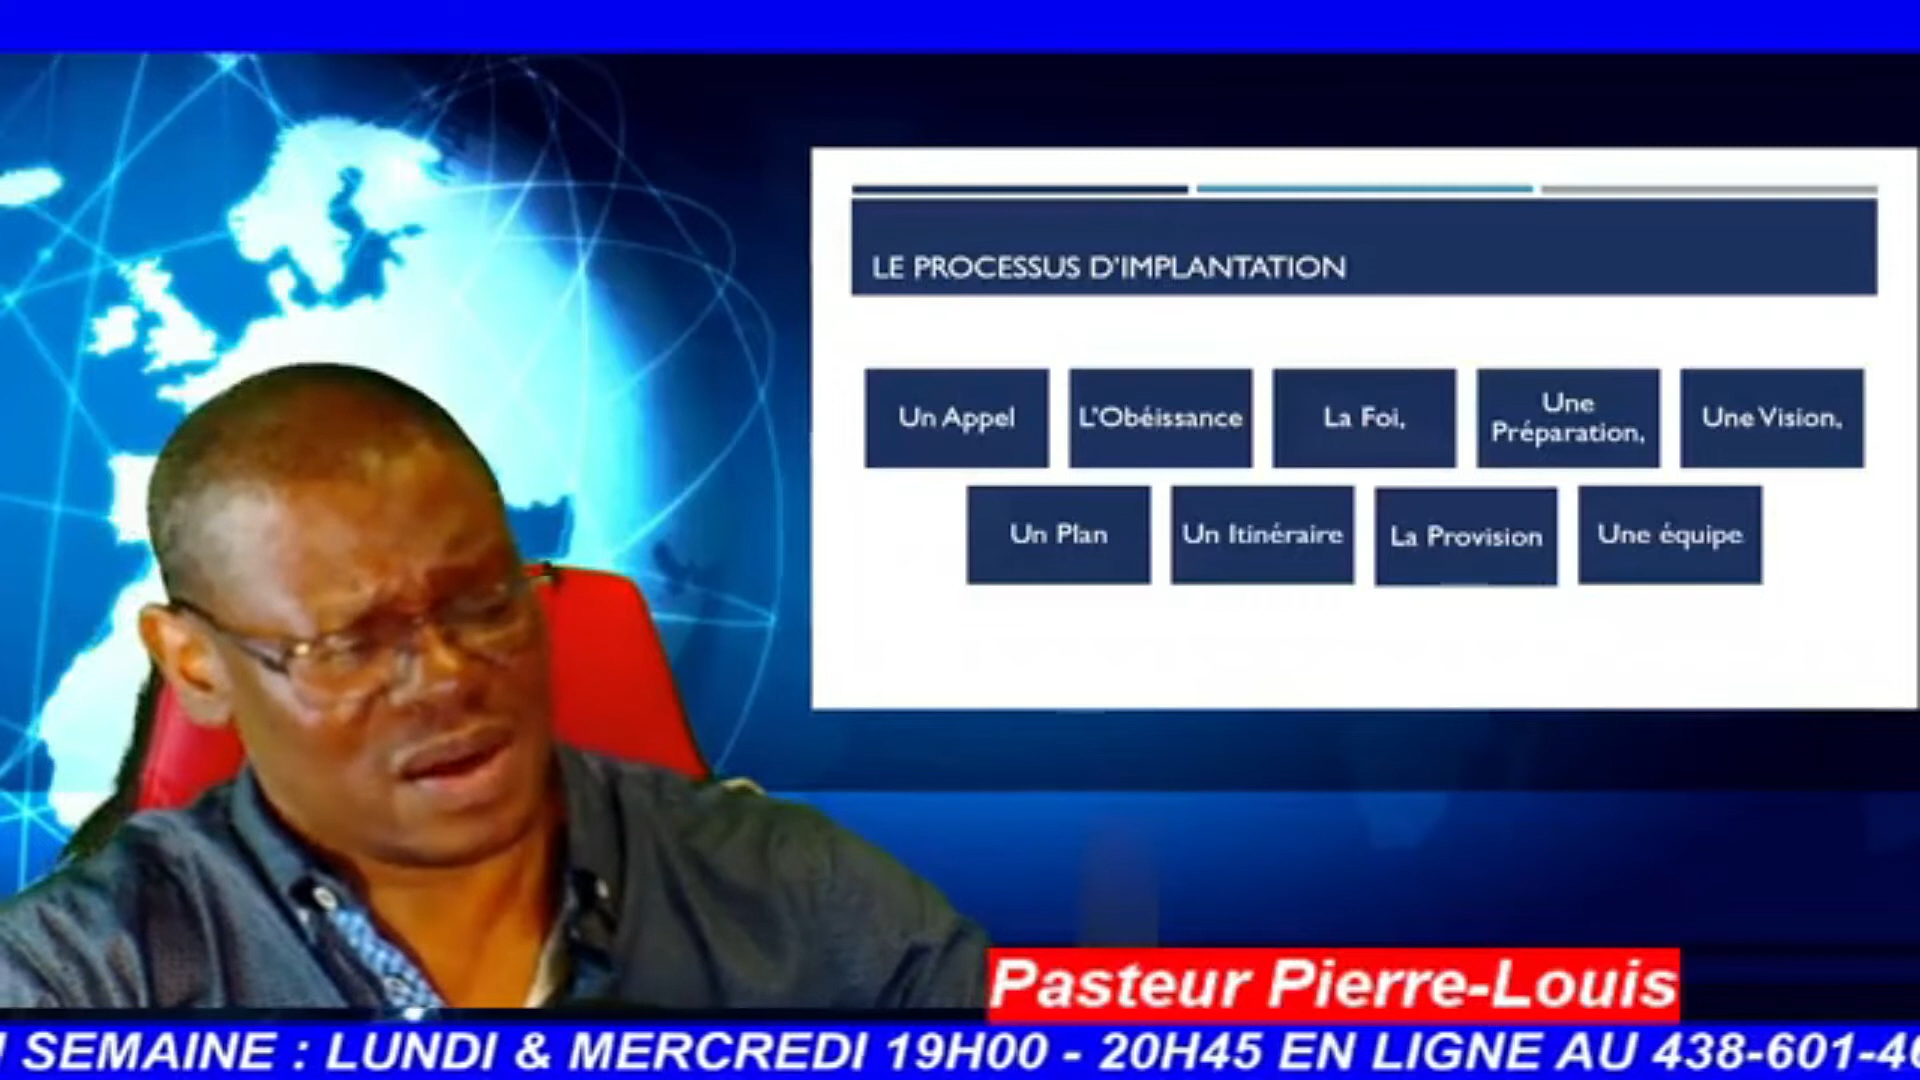 LE PROCESSUS D'IMPLANTATION
Un Appel
L'Obéissance
La Foi,
Une
Préparation,
Une Vision,
Un Plan
Un Itinéraire
La Provision
Une équipe
Pasteur Pierre-Louis
SEMAINE : LUNDI & MERCREDI 19H00 - 20H45 EN LIGNE AU 438-601-